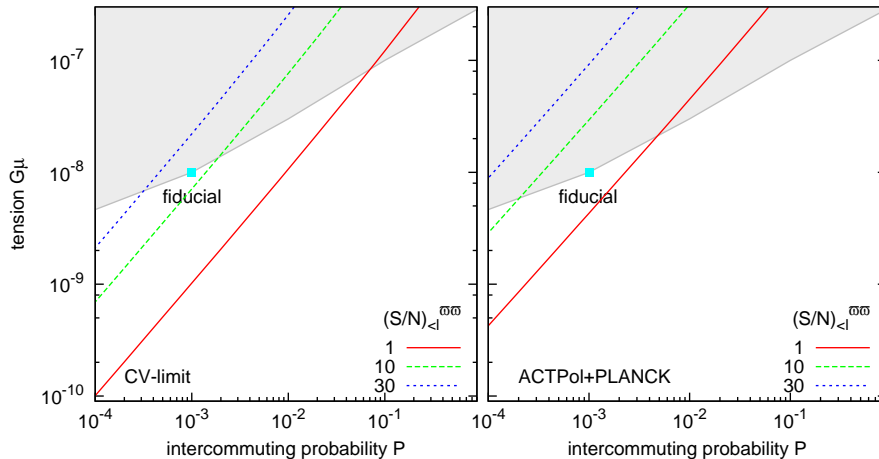 tension Gμ
10⁻⁷
10⁻⁸
10⁻⁹
10⁻¹⁰
fiducial
(S/N)_{<l}^{ϖϖ}
1
10
30
CV-limit
10⁻⁴ 10⁻³ 10⁻² 10⁻¹
intercommuting probability P
fiducial
(S/N)_{<l}^{ϖϖ}
1
10
30
ACTPol+PLANCK
10⁻⁴ 10⁻³ 10⁻² 10⁻¹
intercommuting probability P